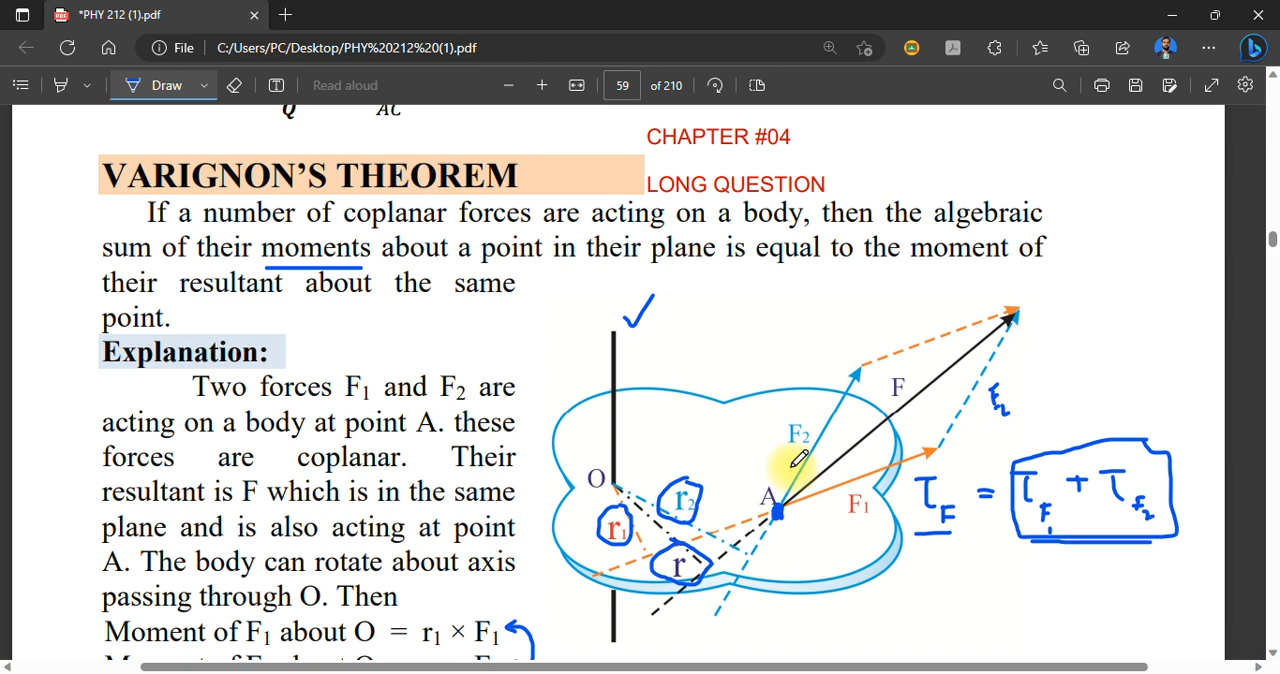 *PHY 212 (1).pdf
File
C:/Users/PC/Desktop/PHY%20212%20(1).pdf
Draw
Read aloud
59
of 210
Q AC
CHAPTER #04
VARIGNON'S THEOREM
LONG QUESTION
If a number of coplanar forces are acting on a body, then the algebraic
sum of their moments about a point in their plane is equal to the moment of
their resultant about the same
point.
Explanation:
Two forces F₁ and F₂ are
acting on a body at point A. these
forces are coplanar. Their
resultant is F which is in the same
plane and is also acting at point
A. The body can rotate about axis
passing through O. Then
Moment of F₁ about O = r₁ × F₁
F
F₂
F2
O
A
r2
F₁
r1
r
τ_F = τ_F₁ + τ_F₂